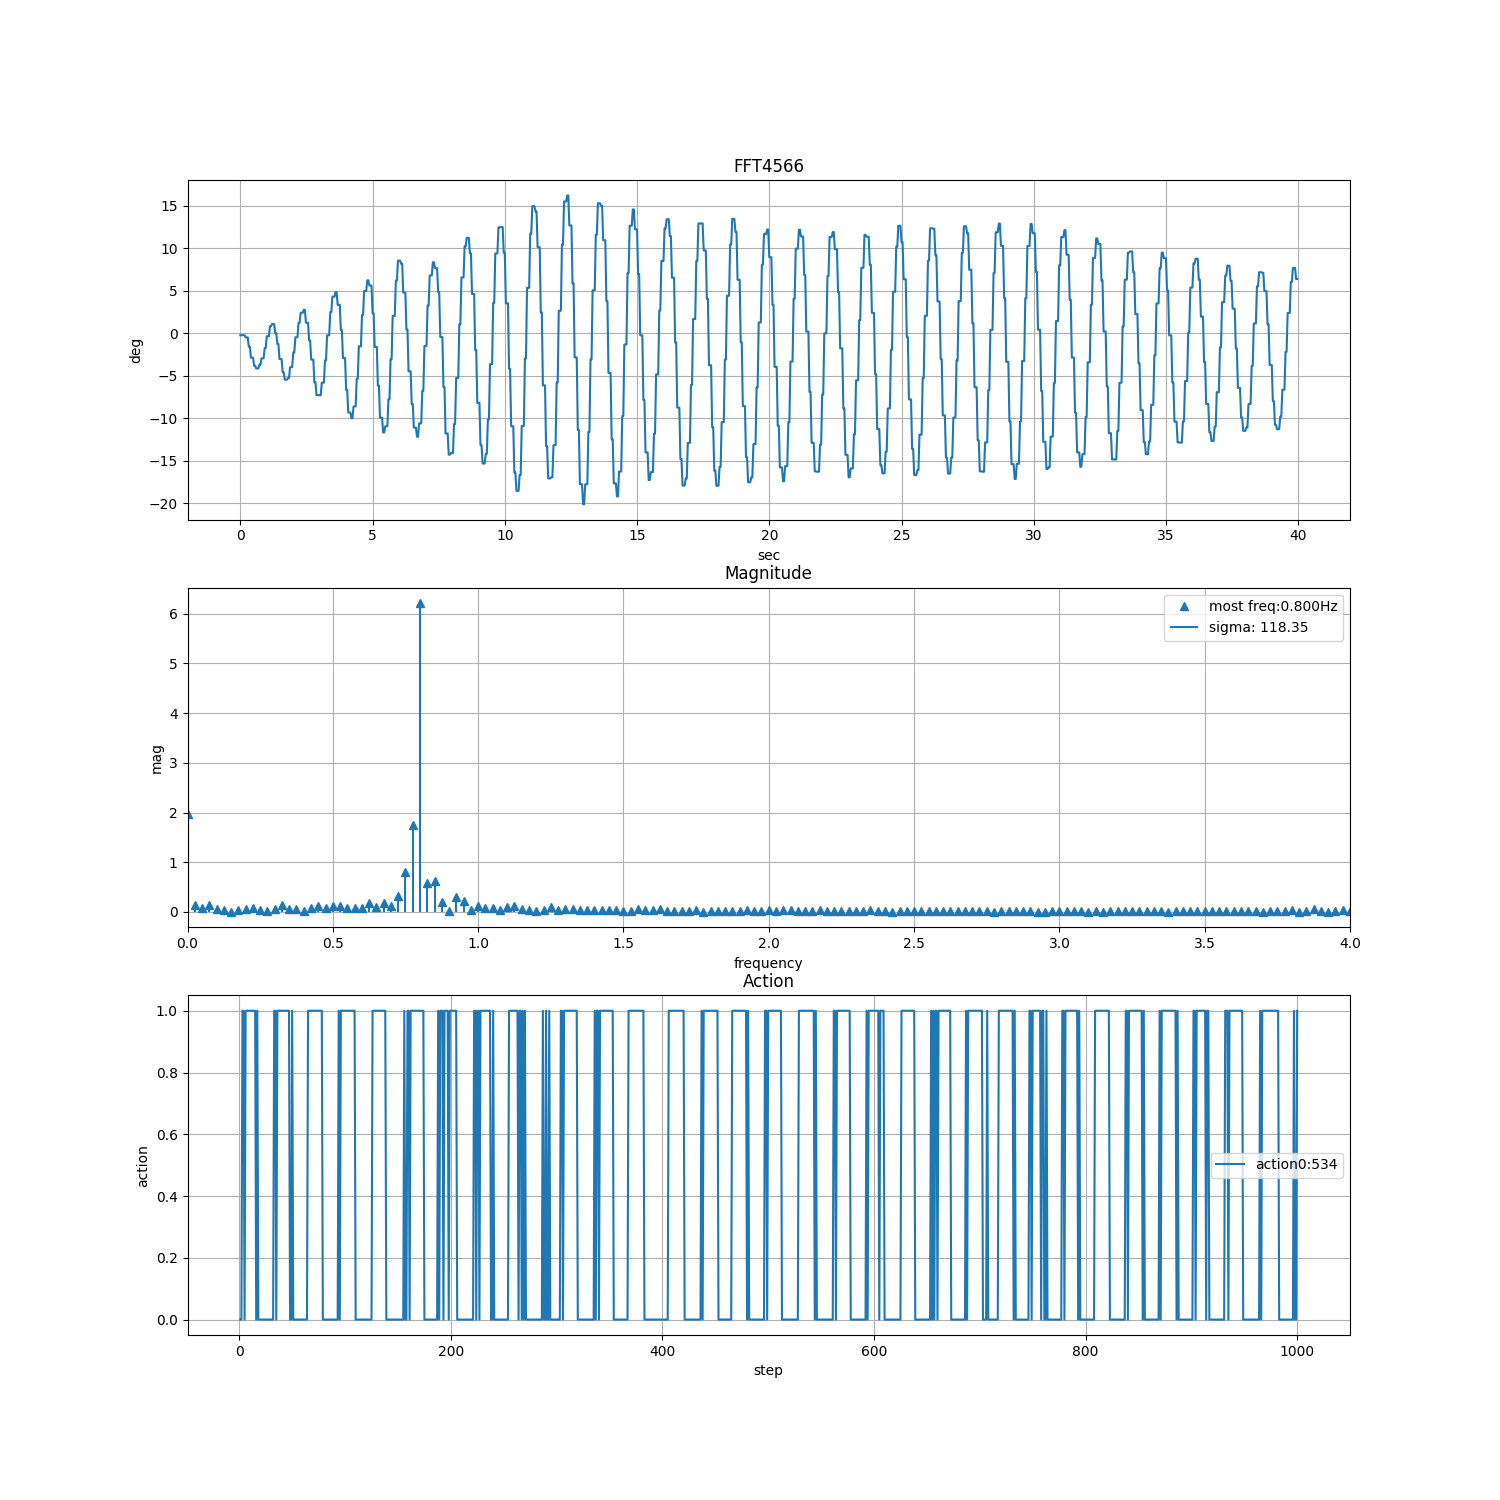 FFT4566
15
10
5
0
−5
−10
−15
−20
deg
0 5 10 15 20 25 30 35 40
sec
Magnitude
most freq:0.800Hz
sigma: 118.35
6
5
4
3
2
1
0
mag
0.0 0.5 1.0 1.5 2.0 2.5 3.0 3.5 4.0
frequency
Action
1.0
0.8
0.6
0.4
0.2
0.0
action
action0:534
0 200 400 600 800 1000
step